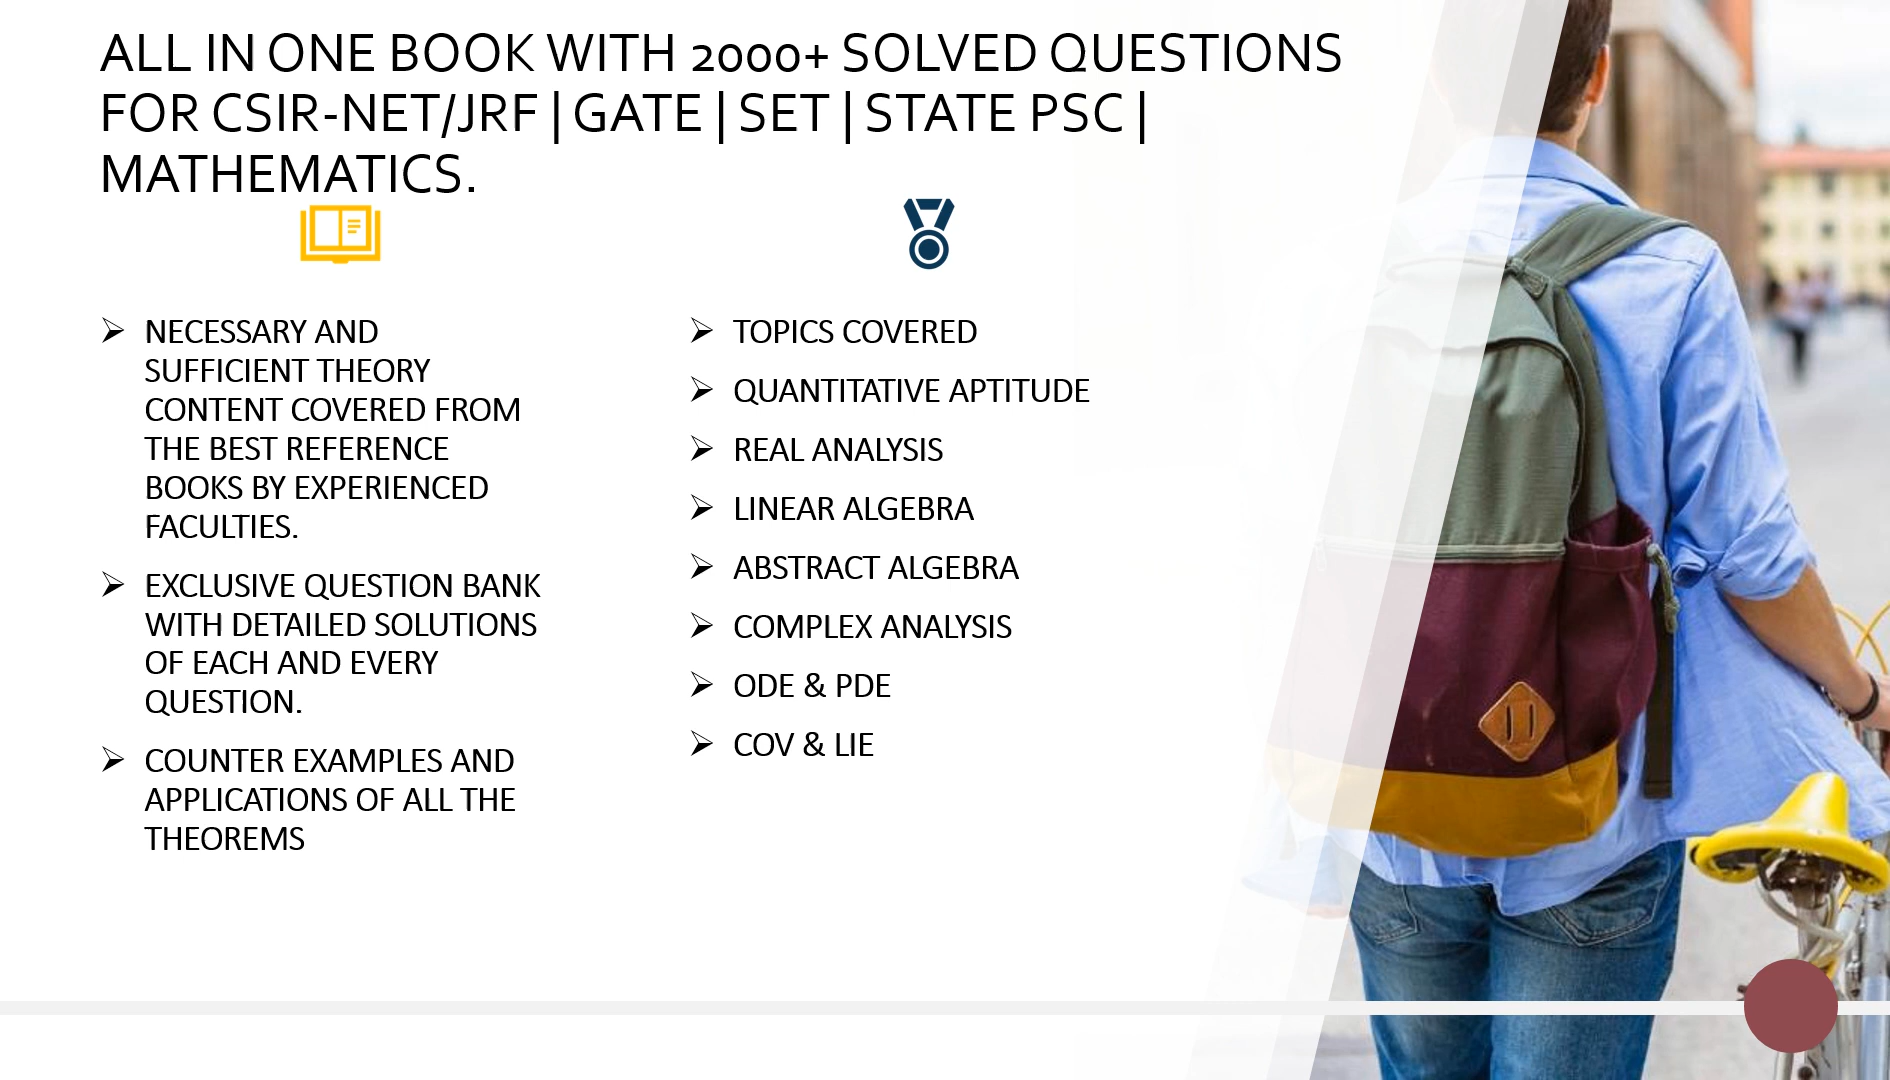 ALL IN ONE BOOK WITH 2000+ SOLVED QUESTIONS
FOR CSIR-NET/JRF | GATE | SET | STATE PSC |
MATHEMATICS.
NECESSARY AND
SUFFICIENT THEORY
CONTENT COVERED FROM
THE BEST REFERENCE
BOOKS BY EXPERIENCED
FACULTIES.
EXCLUSIVE QUESTION BANK
WITH DETAILED SOLUTIONS
OF EACH AND EVERY
QUESTION.
COUNTER EXAMPLES AND
APPLICATIONS OF ALL THE
THEOREMS
TOPICS COVERED
QUANTITATIVE APTITUDE
REAL ANALYSIS
LINEAR ALGEBRA
ABSTRACT ALGEBRA
COMPLEX ANALYSIS
ODE & PDE
COV & LIE